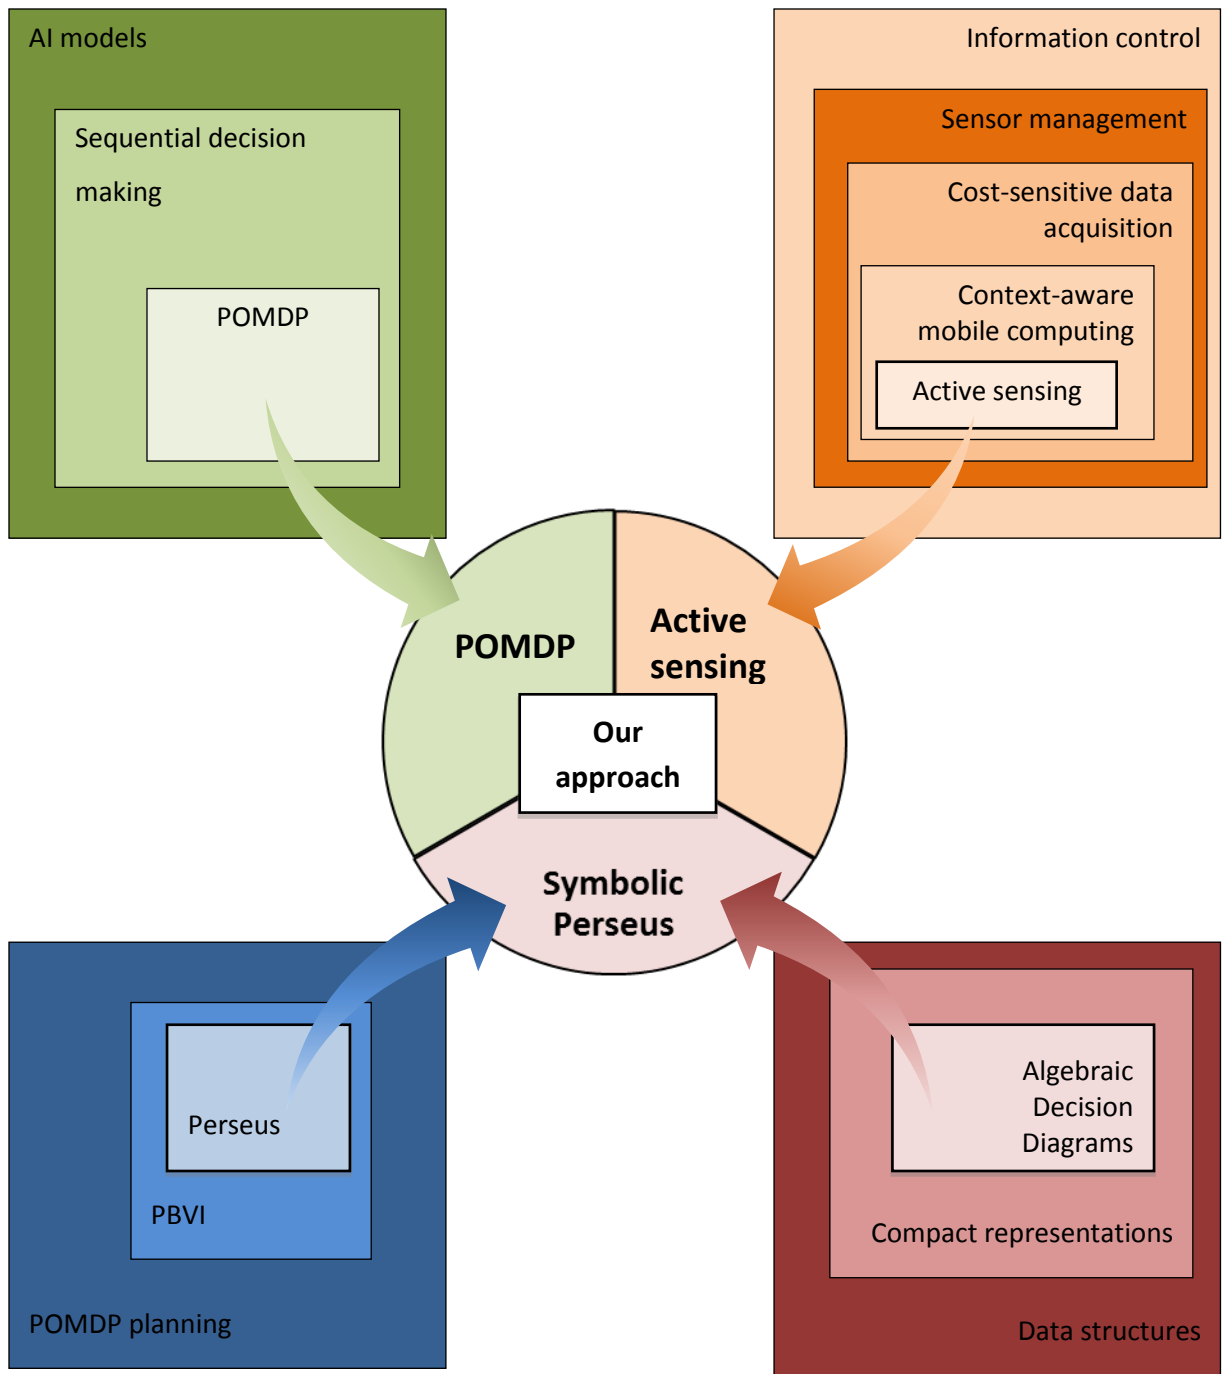 AI models
Sequential decision
making
POMDP
Information control
Sensor management
Cost-sensitive data
acquisition
Context-aware
mobile computing
Active sensing
POMDP
Active
sensing
Our
approach
Symbolic
Perseus
Perseus
PBVI
POMDP planning
Algebraic
Decision
Diagrams
Compact representations
Data structures